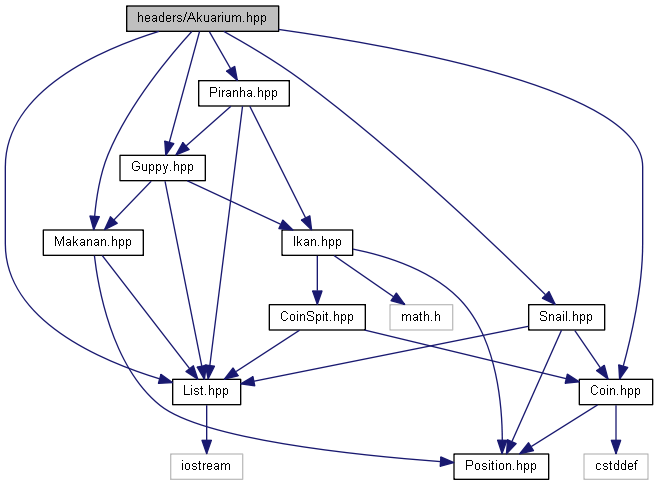 headers/Akuarium.hpp
Piranha.hpp
Guppy.hpp
Makanan.hpp
Ikan.hpp
CoinSpit.hpp
math.h
Snail.hpp
List.hpp
Coin.hpp
iostream
Position.hpp
cstddef